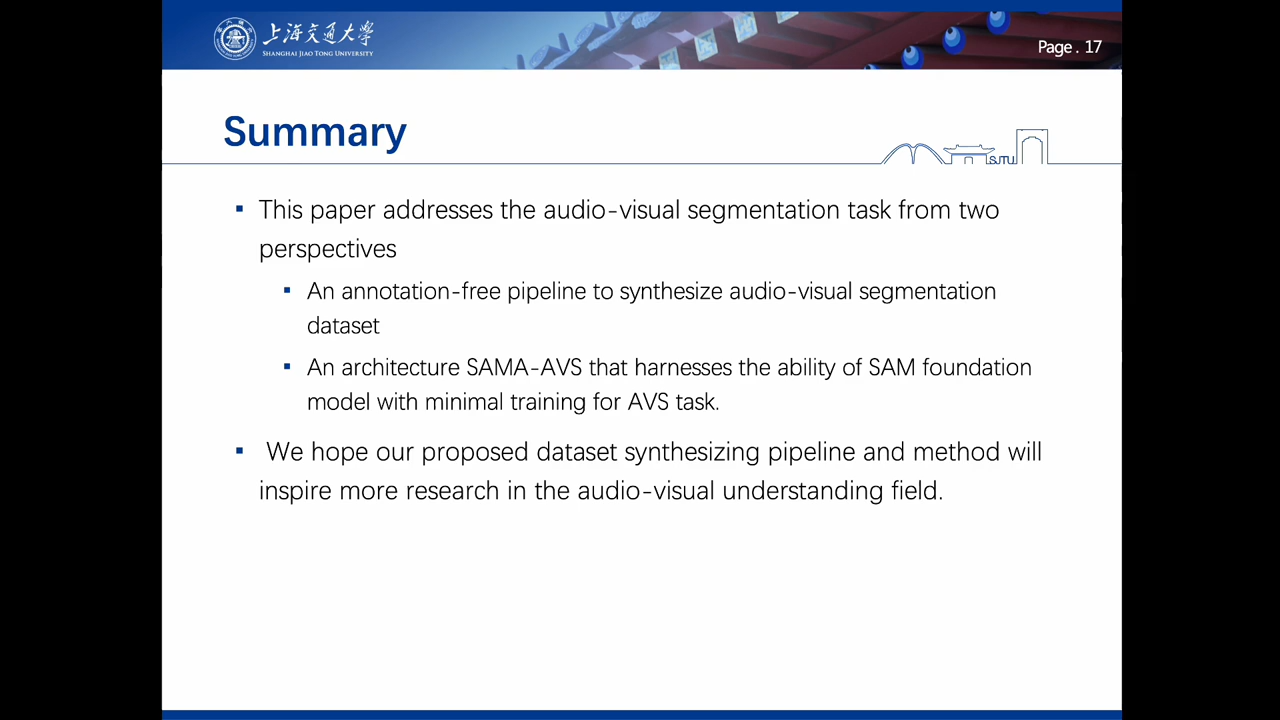 上海交通大学
SHANGHAI JIAO TONG UNIVERSITY
Page . 17
Summary
SJTU
▪ This paper addresses the audio-visual segmentation task from two
perspectives
▪ An annotation-free pipeline to synthesize audio-visual segmentation
dataset
▪ An architecture SAMA-AVS that harnesses the ability of SAM foundation
model with minimal training for AVS task.
▪ We hope our proposed dataset synthesizing pipeline and method will
inspire more research in the audio-visual understanding field.